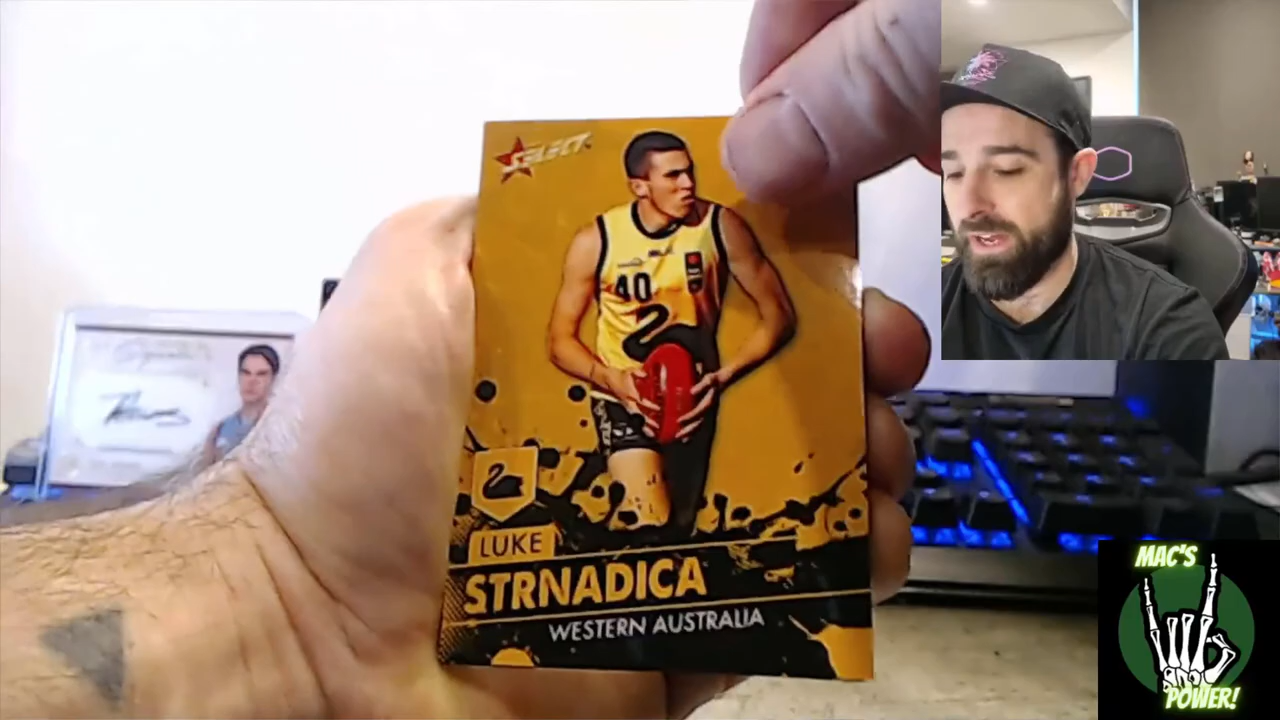 SELECT
40
LUKE
STRNADICA
WESTERN AUSTRALIA
MAC'S
POWER!